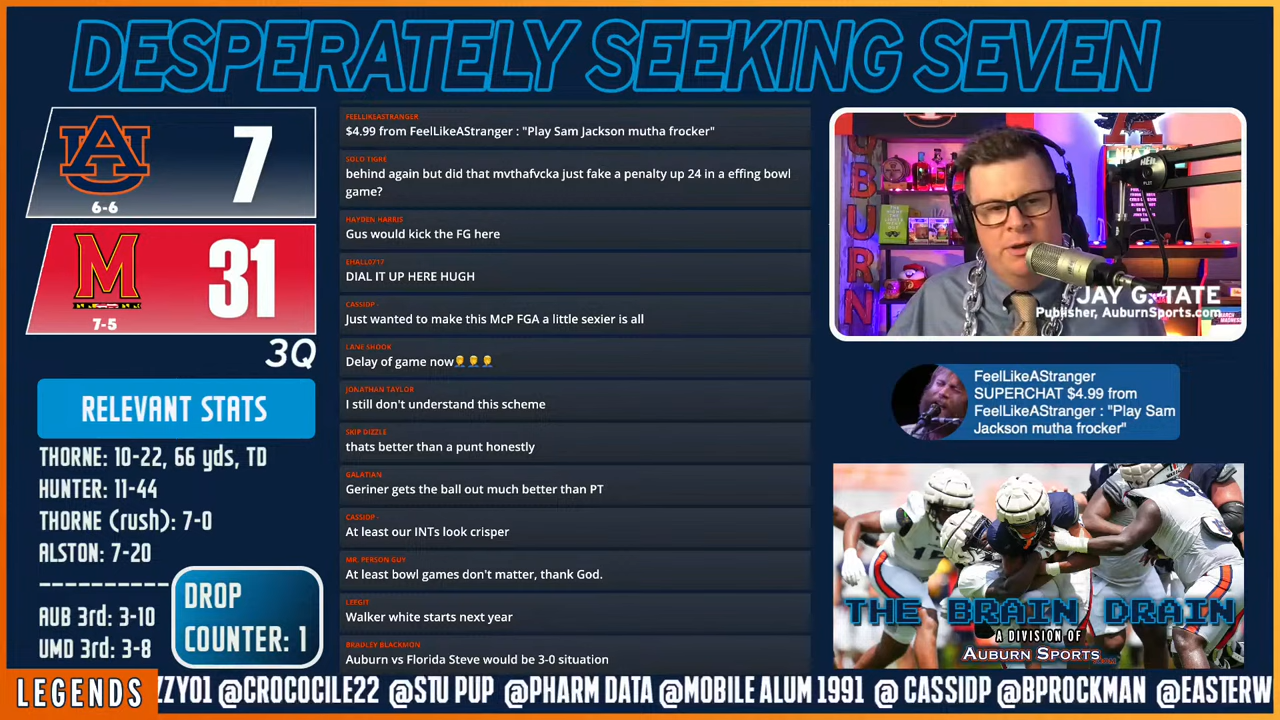 DESPERATELY SEEKING SEVEN
AU
7
6-6
M
31
7-5
3Q
RELEVANT STATS
THORNE: 10-22, 66 yds, TD
HUNTER: 11-44
THORNE (rush): 7-0
ALSTON: 7-20
----------
AUB 3rd: 3-10
UMD 3rd: 3-8
DROP
COUNTER: 1
FEELLIKEASTRANGER
$4.99 from FeelLikeAStranger : "Play Sam Jackson mutha frocker"
SOLO TIGRE
behind again but did that mvthafvcka just fake a penalty up 24 in a effing bowl
game?
HAYDEN HARRIS
Gus would kick the FG here
EHALL0717
DIAL IT UP HERE HUGH
CASSIDP -
Just wanted to make this McP FGA a little sexier is all
LANE SHOOK
Delay of game now🤦‍♂️🤦‍♂️🤦‍♂️
JONATHAN TAYLOR
I still don't understand this scheme
SKIP DIZZLE
thats better than a punt honestly
GALATIAN
Geriner gets the ball out much better than PT
CASSIDP -
At least our INTs look crisper
MR. PERSON GUY
At least bowl games don't matter, thank God.
LEEGIT
Walker white starts next year
BRADLEY BLACKMON
Auburn vs Florida Steve would be 3-0 situation
BURN
JAY G. TATE
Publisher, AuburnSports.com
FeelLikeAStranger
SUPERCHAT $4.99 from
FeelLikeAStranger : "Play Sam
Jackson mutha frocker"
THE BRAIN DRAIN
A DIVISION OF
AUBURN SPORTS
LEGENDS
ZZY01 @CROCOCILE22 @STU PUP @PHARM DATA @MOBILE ALUM 1991 @ CASSIDP @BPROCKMAN @EASTERW